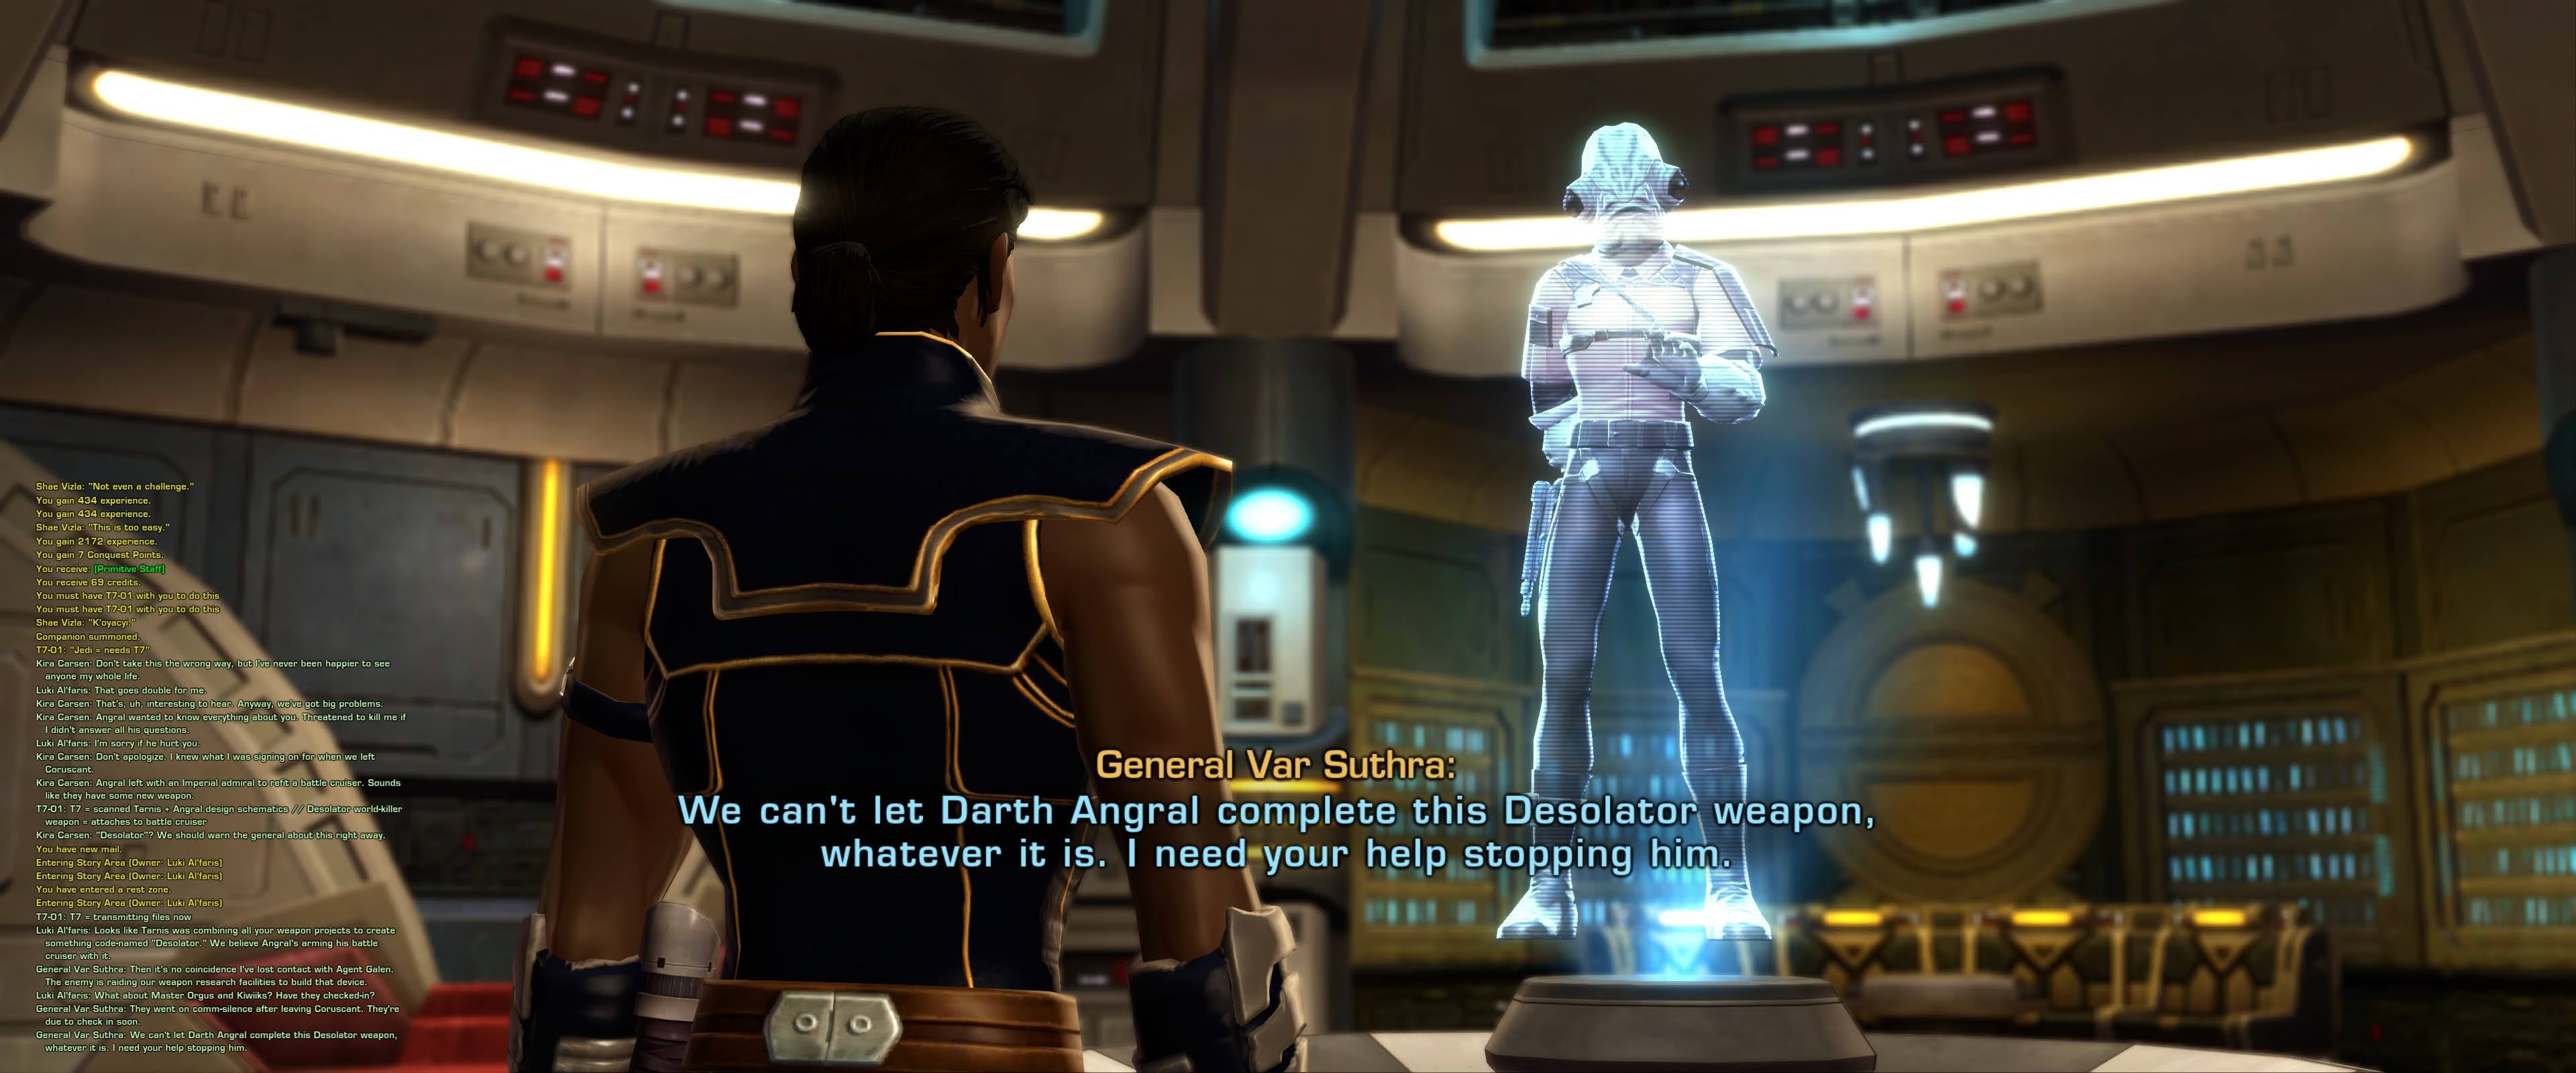 Shae Vizla: "Not even a challenge."
You gain 434 experience.
You gain 434 experience.
Shae Vizla: "This is too easy."
You gain 2172 experience.
You gain 7 Conquest Points.
You receive: [Primitive Staff]
You receive 69 credits.
You must have T7-01 with you to do this
You must have T7-01 with you to do this
Shae Vizla: "K'oyacyi."
Companion summoned.
T7-01: "Jedi = needs T7"
Kira Carsen: Don't take this the wrong way, but I've never been happier to see
anyone my whole life.
Luki Al'faris: That goes double for me.
Kira Carsen: That's, uh, interesting to hear. Anyway, we've got big problems.
Kira Carsen: Angral wanted to know everything about you. Threatened to kill me if
I didn't answer all his questions.
Luki Al'faris: I'm sorry if he hurt you.
Kira Carsen: Don't apologize. I knew what I was signing on for when we left
Coruscant.
Kira Carsen: Angral left with an Imperial admiral to refit a battle cruiser. Sounds
like they have some new weapon.
T7-01: T7 = scanned Tarnis + Angral design schematics // Desolator world-killer
weapon = attaches to battle cruiser
Kira Carsen: "Desolator"? We should warn the general about this right away.
You have new mail.
Entering Story Area (Owner: Luki Al'faris)
Entering Story Area (Owner: Luki Al'faris)
You have entered a rest zone.
Entering Story Area (Owner: Luki Al'faris)
T7-01: T7 = transmitting files now
Luki Al'faris: Looks like Tarnis was combining all your weapon projects to create
something code-named "Desolator." We believe Angral's arming his battle
cruiser with it.
General Var Suthra: Then it's no coincidence I've lost contact with Agent Galen.
The enemy is raiding our weapon research facilities to build that device.
Luki Al'faris: What about Master Orgus and Kiwiiks? Have they checked-in?
General Var Suthra: They went on comm-silence after leaving Coruscant. They're
due to check in soon.
General Var Suthra: We can't let Darth Angral complete this Desolator weapon,
whatever it is. I need your help stopping him.
General Var Suthra:
We can't let Darth Angral complete this Desolator weapon,
whatever it is. I need your help stopping him.